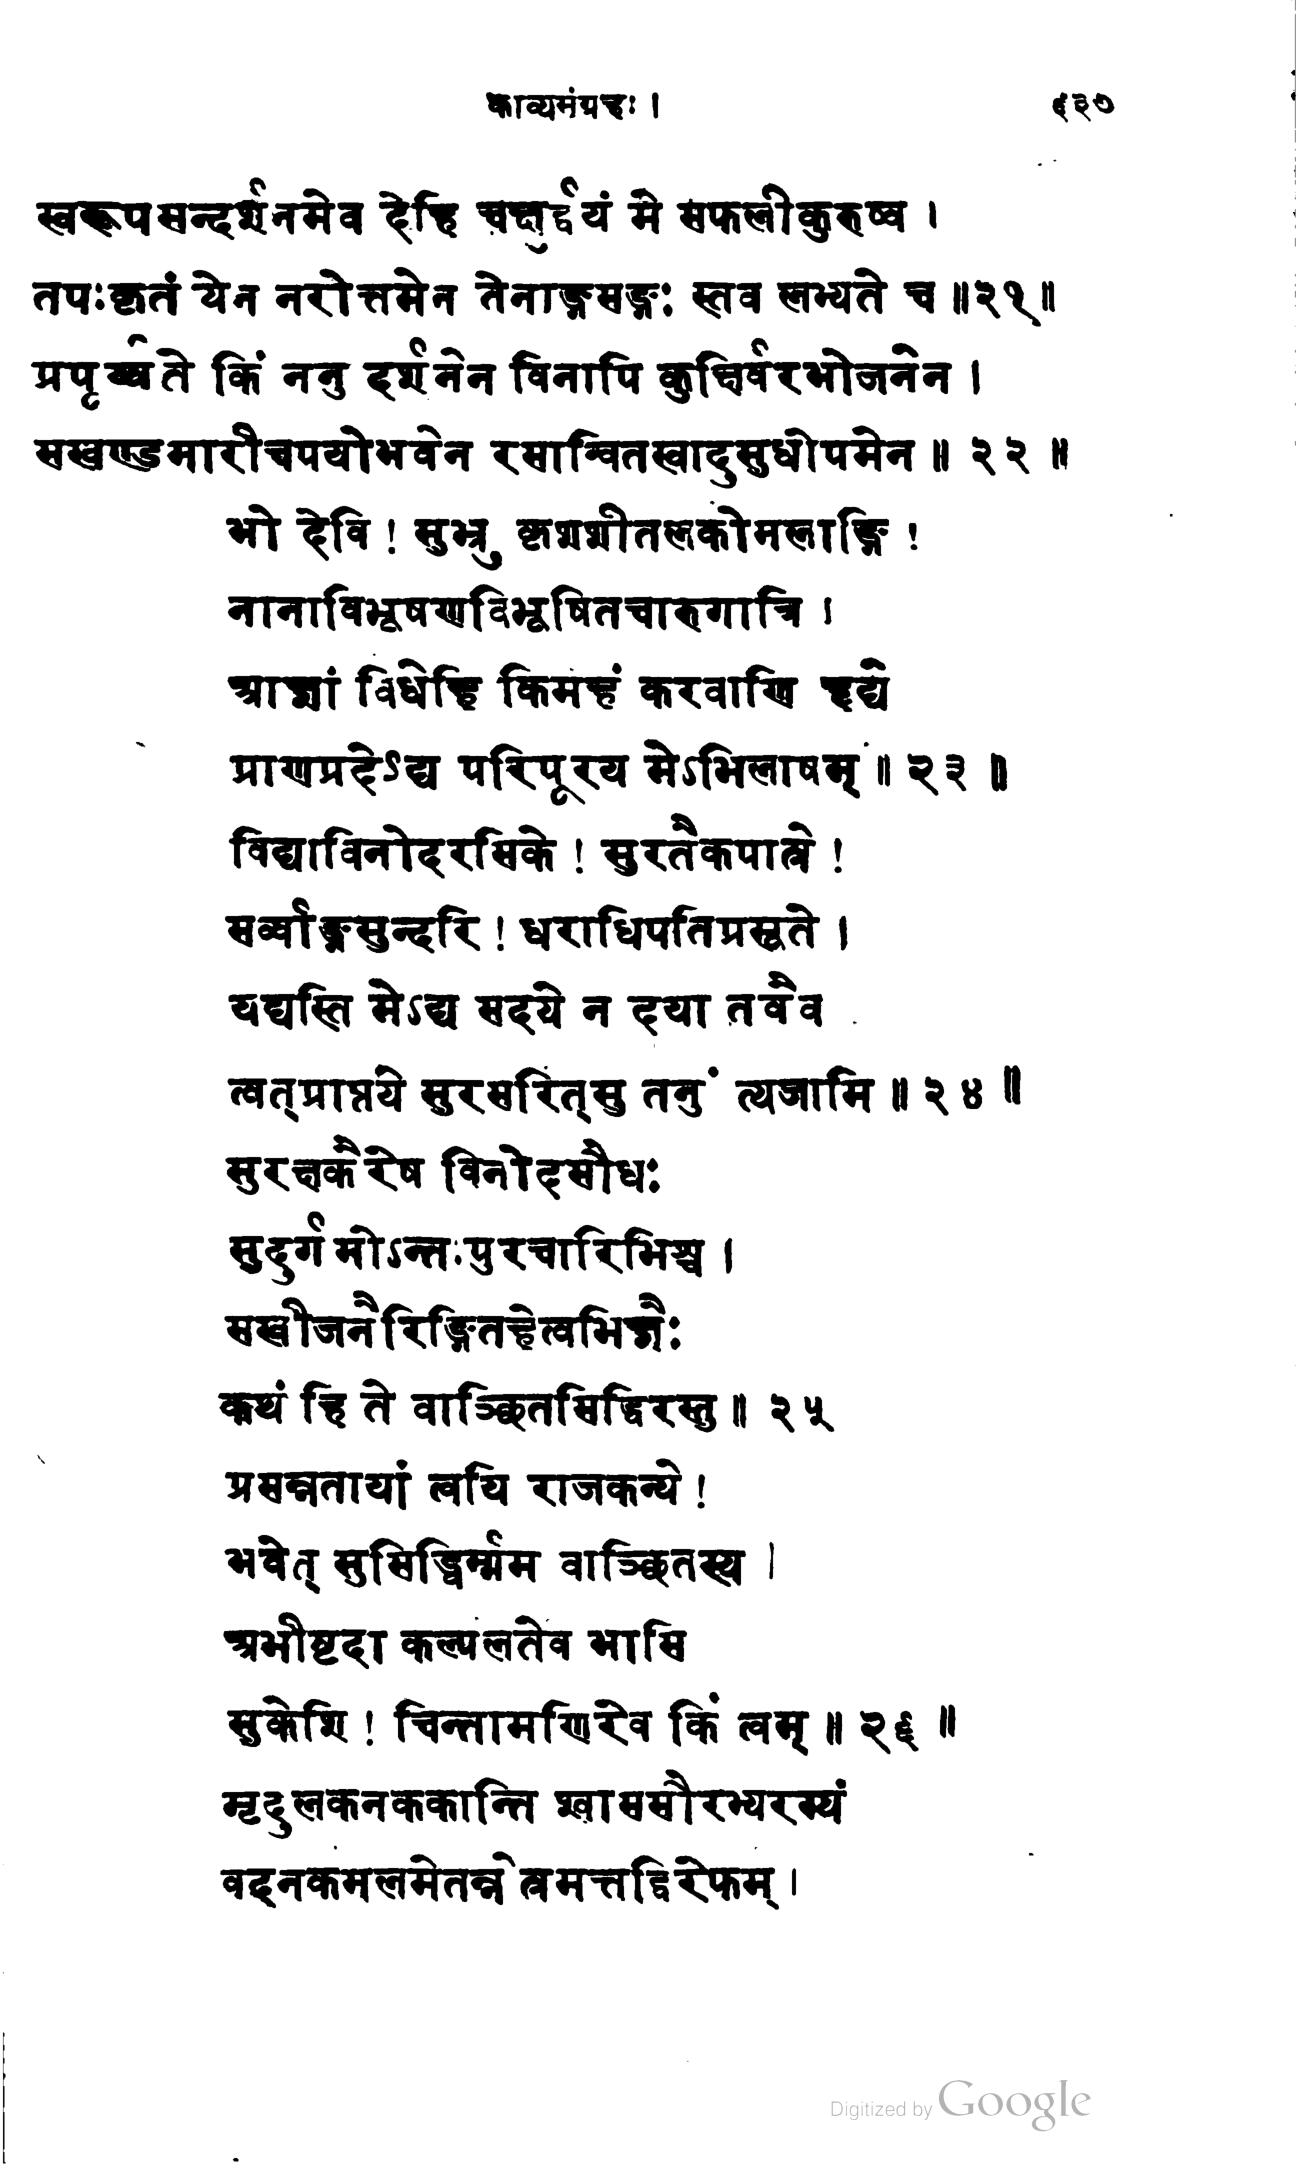 काव्यसंग्रहः । ६३७
स्वरूपसन्दर्शनमेव देहि चक्षुर्द्वयं मे सफलीकुरुष्व ।
तपःकृतं येन नरोत्तमेन तेनाङ्गसङ्गः स्तव लभ्यते च ॥२१॥
प्रपूर्य्यते किं ननु दर्शनेन विनापि कुक्षिर्वरभोजनेन ।
सखण्डमारीचपयोभवेन रसान्वितस्वादुसुधोपमेन ॥ २२ ॥
भो देवि ! सुभ्रु कृशशीतलकोमलाङ्गि !
नानाविभूषणविभूषितचारुगात्रि ।
आज्ञां विधेहि किमहं करवाणि हृद्ये
प्राणप्रदेऽद्य परिपूरय मेऽभिलाषम् ॥ २३ ॥
विद्याविनोदरसिके ! सुरतैकपात्रे !
सर्व्वाङ्गसुन्दरि ! धराधिपतिप्रसूते ।
यद्यस्ति मेऽद्य सदये न दया तवैव
त्वत्प्राप्तये सुरसरित्सु तनुं त्यजामि ॥ २४ ॥
सुरक्षकैरेष विनोदसौधः
सुदुर्गमोऽन्तःपुरचारिभिश्च ।
सखीजनैरिङ्गितहेत्वभिज्ञैः
कथं हि ते वाञ्छितसिद्धिरस्तु ॥ २५
प्रसन्नतायां त्वयि राजकन्ये !
भवेत् सुसिद्धिर्म्मम वाञ्छितस्य ।
अभीष्टदा कल्पलतेव भासि
सुकेशि ! चिन्तामणिरेव किं त्वम् ॥ २६ ॥
मृदुलकनककान्ति श्वाससौरभ्यरम्यं
वदनकमलमेतन्नेत्रमत्तद्विरेफम् ।
Digitized by Google